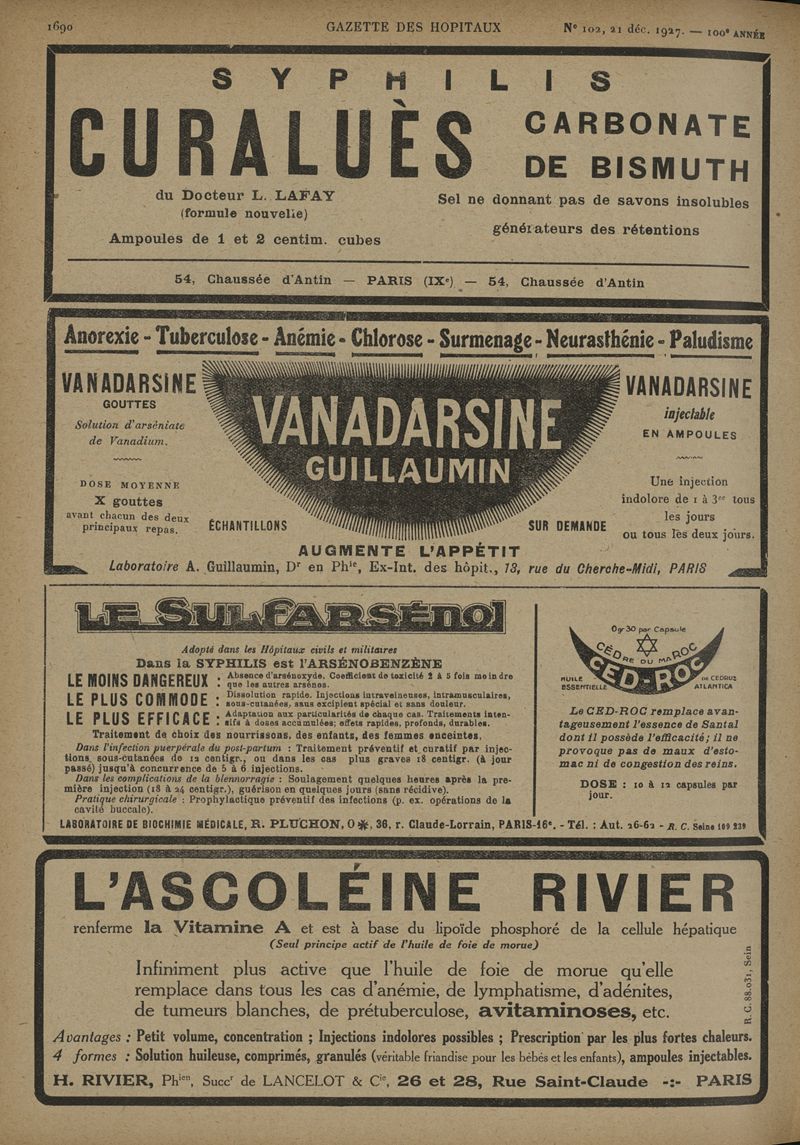 1690
GAZETTE DES HOPITAUX
Nº 102, 21 déc. 1927. — 100ᵉ ANNÉE
SYPHILIS
CURALUÈS
CARBONATE
DE BISMUTH
du Docteur L. LAFAY
(formule nouvelle)
Ampoules de 1 et 2 centim. cubes
Sel ne donnant pas de savons insolubles
générateurs des rétentions
54, Chaussée d'Antin — PARIS (IXᵉ) — 54, Chaussée d'Antin
Anorexie - Tuberculose - Anémie - Chlorose - Surmenage - Neurasthénie - Paludisme
VANADARSINE
GOUTTES
Solution d'arséniate
de Vanadium.
DOSE MOYENNE
X gouttes
avant chacun des deux
principaux repas.
ÉCHANTILLONS
VANADARSINE
GUILLAUMIN
SUR DEMANDE
VANADARSINE
injectable
EN AMPOULES
Une injection
indolore de 1 à 3ᶜᶜ tous
les jours
ou tous les deux jours.
AUGMENTE L'APPÉTIT
Laboratoire A. Guillaumin, Dʳ en Phⁱᵉ, Ex-Int. des hôpit., 13, rue du Cherche-Midi, PARIS
LE SULFARSÉNOL
Adopté dans les Hôpitaux civils et militaires
Dans la SYPHILIS est l'ARSÉNOBENZÈNE
LE MOINS DANGEREUX : Absence d'arsénoxyde. Coefficient de toxicité 2 à 5 fois moindre
que les autres arsénos.
LE PLUS COMMODE : Dissolution rapide. Injections intraveineuses, intramusculaires,
sous-cutanées, sans excipient spécial et sans douleur.
LE PLUS EFFICACE : Adaptation aux particularités de chaque cas. Traitements inten-
sifs à doses accumulées; effets rapides, profonds, durables.
Traitement de choix des nourrissons, des enfants, des femmes enceintes.
Dans l'infection puerpérale du post-partum : Traitement préventif et curatif par injec-
tions sous-cutanées de 12 centigr., ou dans les cas plus graves 18 centigr. (à jour
passé) jusqu'à concurrence de 5 à 6 injections.
Dans les complications de la blennorragie : Soulagement quelques heures après la pre-
mière injection (18 à 24 centigr.), guérison en quelques jours (sans récidive).
Pratique chirurgicale : Prophylactique préventif des infections (p. ex. opérations de la
cavité buccale).
0gr30 par Capsule
CÈDRE DU MAROC
CED-ROC
HUILE
ESSENTIELLE
DE CEDRUS
ATLANTICA
Le CED-ROC remplace avan-
tageusement l'essence de Santal
dont il possède l'efficacité; il ne
provoque pas de maux d'esto-
mac ni de congestion des reins.
DOSE : 10 à 12 capsules par
jour.
LABORATOIRE DE BIOCHIMIE MÉDICALE, R. PLUCHON, O✻, 36, r. Claude-Lorrain, PARIS-16ᵉ. - Tél. : Aut. 26-62 - R. C. Seine 109 239
L'ASCOLÉINE RIVIER
renferme la Vitamine A et est à base du lipoïde phosphoré de la cellule hépatique
(Seul principe actif de l'huile de foie de morue)
Infiniment plus active que l'huile de foie de morue qu'elle
remplace dans tous les cas d'anémie, de lymphatisme, d'adénites,
de tumeurs blanches, de prétuberculose, avitaminoses, etc.
R. C. 88.031, Sein
Avantages : Petit volume, concentration ; Injections indolores possibles ; Prescription par les plus fortes chaleurs.
4 formes : Solution huileuse, comprimés, granulés (véritable friandise pour les bébés et les enfants), ampoules injectables.
H. RIVIER, Phⁱᵉⁿ, Succʳ de LANCELOT & Cⁱᵉ, 26 et 28, Rue Saint-Claude -:- PARIS